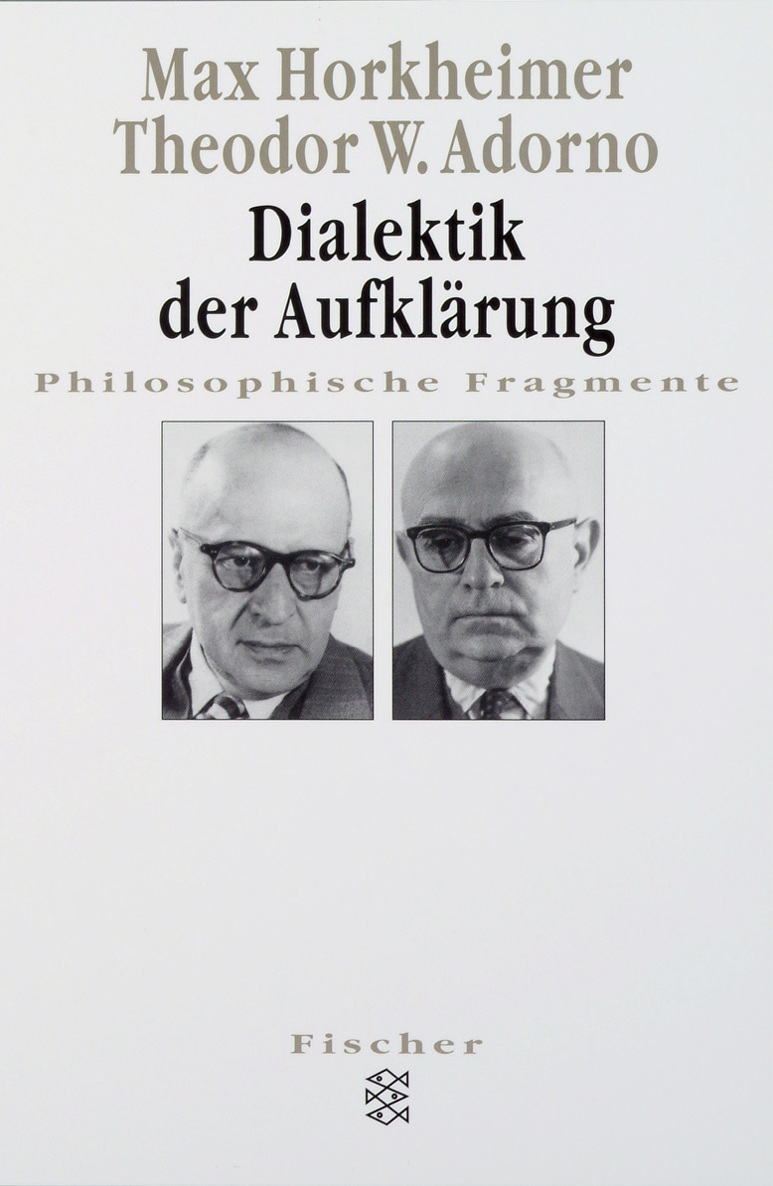 Max Horkheimer
Theodor W. Adorno
Dialektik
der Aufklärung
Philosophische Fragmente
Fischer